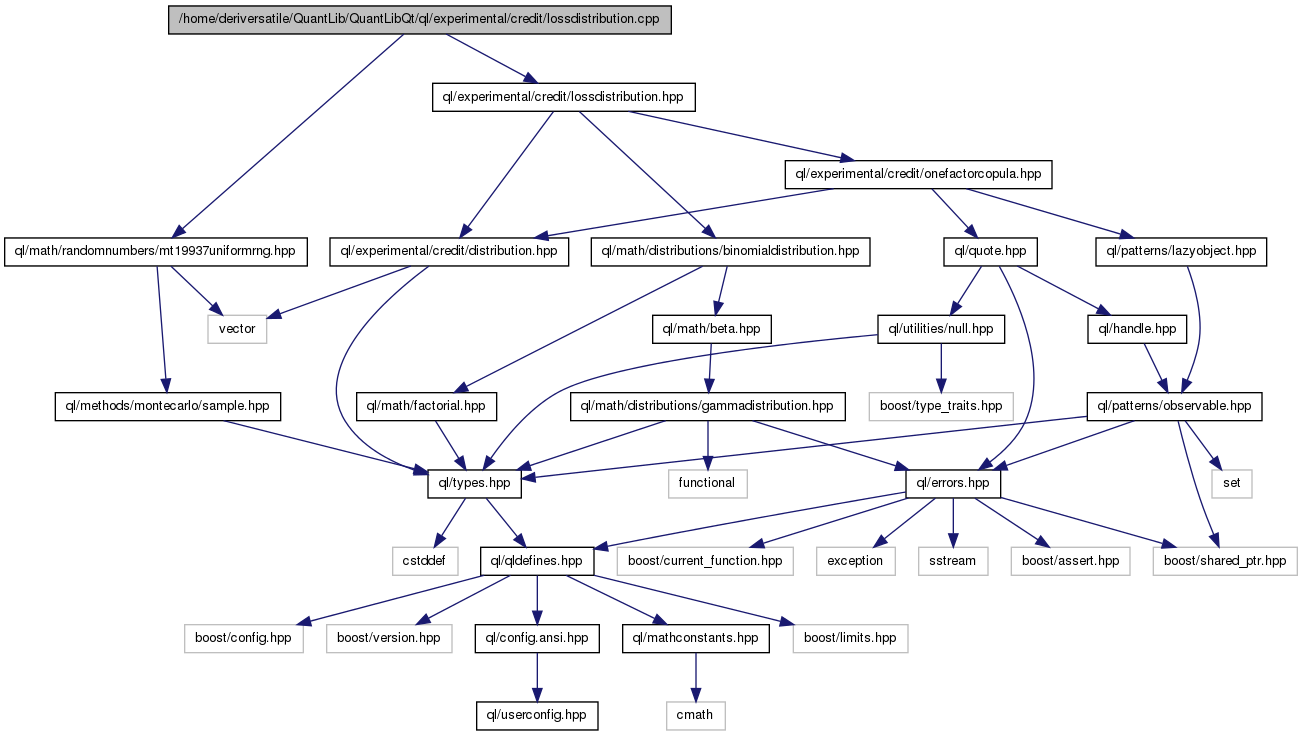 /home/deriversatile/QuantLib/QuantLibQt/ql/experimental/credit/lossdistribution.cpp
ql/experimental/credit/lossdistribution.hpp
ql/experimental/credit/onefactorcopula.hpp
ql/math/randomnumbers/mt19937uniformrng.hpp
ql/experimental/credit/distribution.hpp
ql/math/distributions/binomialdistribution.hpp
ql/quote.hpp
ql/patterns/lazyobject.hpp
vector
ql/math/beta.hpp
ql/utilities/null.hpp
ql/handle.hpp
ql/methods/montecarlo/sample.hpp
ql/math/factorial.hpp
ql/math/distributions/gammadistribution.hpp
boost/type_traits.hpp
ql/patterns/observable.hpp
ql/types.hpp
functional
ql/errors.hpp
set
cstddef
ql/qldefines.hpp
boost/current_function.hpp
exception
sstream
boost/assert.hpp
boost/shared_ptr.hpp
boost/config.hpp
boost/version.hpp
ql/config.ansi.hpp
ql/mathconstants.hpp
boost/limits.hpp
ql/userconfig.hpp
cmath